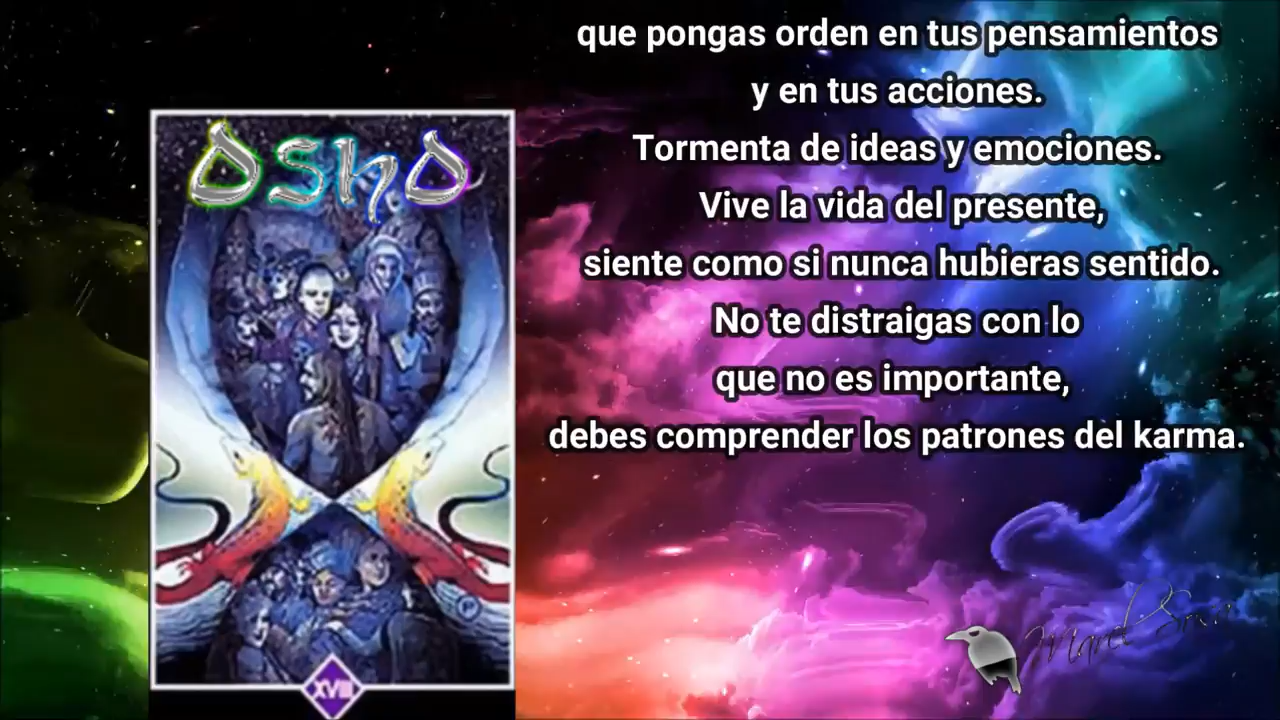 que pongas orden en tus pensamientos
y en tus acciones.
Tormenta de ideas y emociones.
Vive la vida del presente,
siente como si nunca hubieras sentido.
No te distraigas con lo
que no es importante,
debes comprender los patrones del karma.
OSHO
XVIII